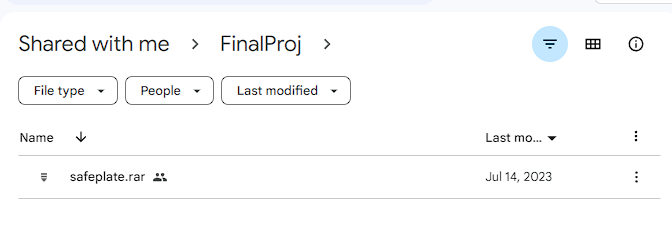 Shared with me > FinalProj >
File type People Last modified
Name Last mo...
safeplate.rar Jul 14, 2023